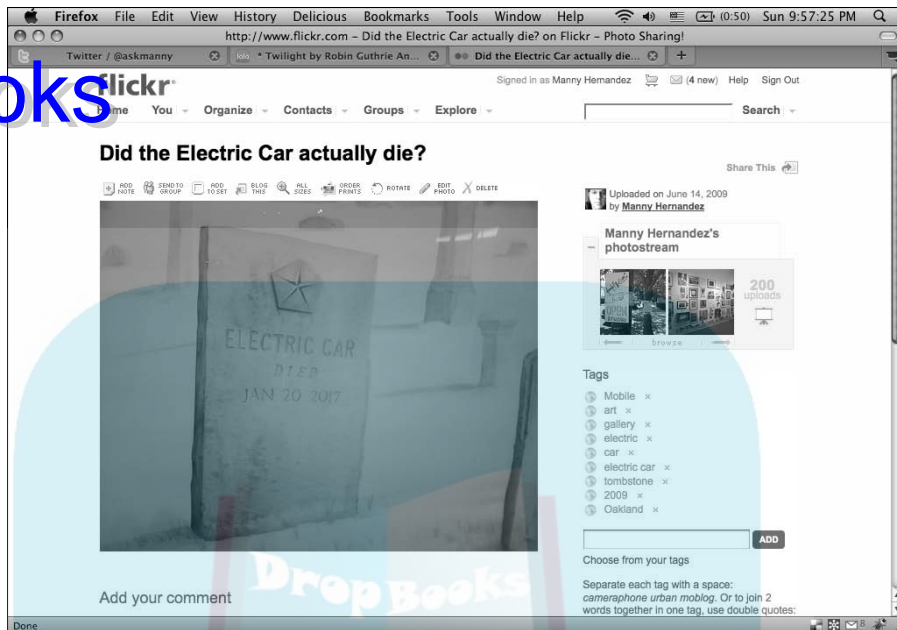 Firefox File Edit View History Delicious Bookmarks Tools Window Help (0:50) Sun 9:57:25 PM
http://www.flickr.com – Did the Electric Car actually die? on Flickr – Photo Sharing!
Twitter / @askmanny lala * Twilight by Robin Guthrie An... Did the Electric Car actually die... +
oks
flickr
Signed in as Manny Hernandez (4 new) Help Sign Out
Home You Organize Contacts Groups Explore Search
Did the Electric Car actually die?
Share This
ADD NOTE SEND TO GROUP ADD TO SET BLOG THIS ALL SIZES ORDER PRINTS ROTATE EDIT PHOTO DELETE
Uploaded on June 14, 2009
by Manny Hernandez
Manny Hernandez's
photostream
200
uploads
browse
ELECTRIC CAR
DIED
JAN 20 2017
Tags
Mobile ×
art ×
gallery ×
electric ×
car ×
electric car ×
tombstone ×
2009 ×
Oakland ×
ADD
Choose from your tags
Separate each tag with a space:
cameraphone urban moblog. Or to join 2
words together in one tag, use double quotes:
DropBooks
Add your comment
Done 8